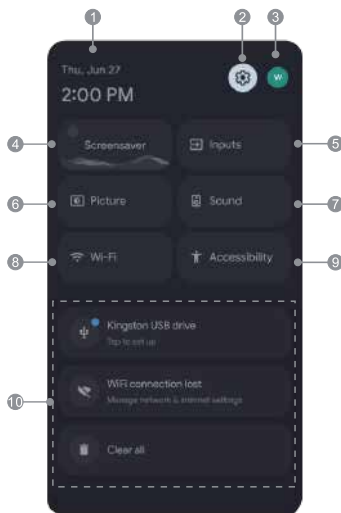 1
2
3
Thu, Jun 27
W
2:00 PM
4
Screensaver
Inputs
5
6
Picture
Sound
7
8
Wi-Fi
Accessibility
9
Kingston USB drive
Tap to set up
10
WiFi connection lost
Manage network & internet settings
Clear all